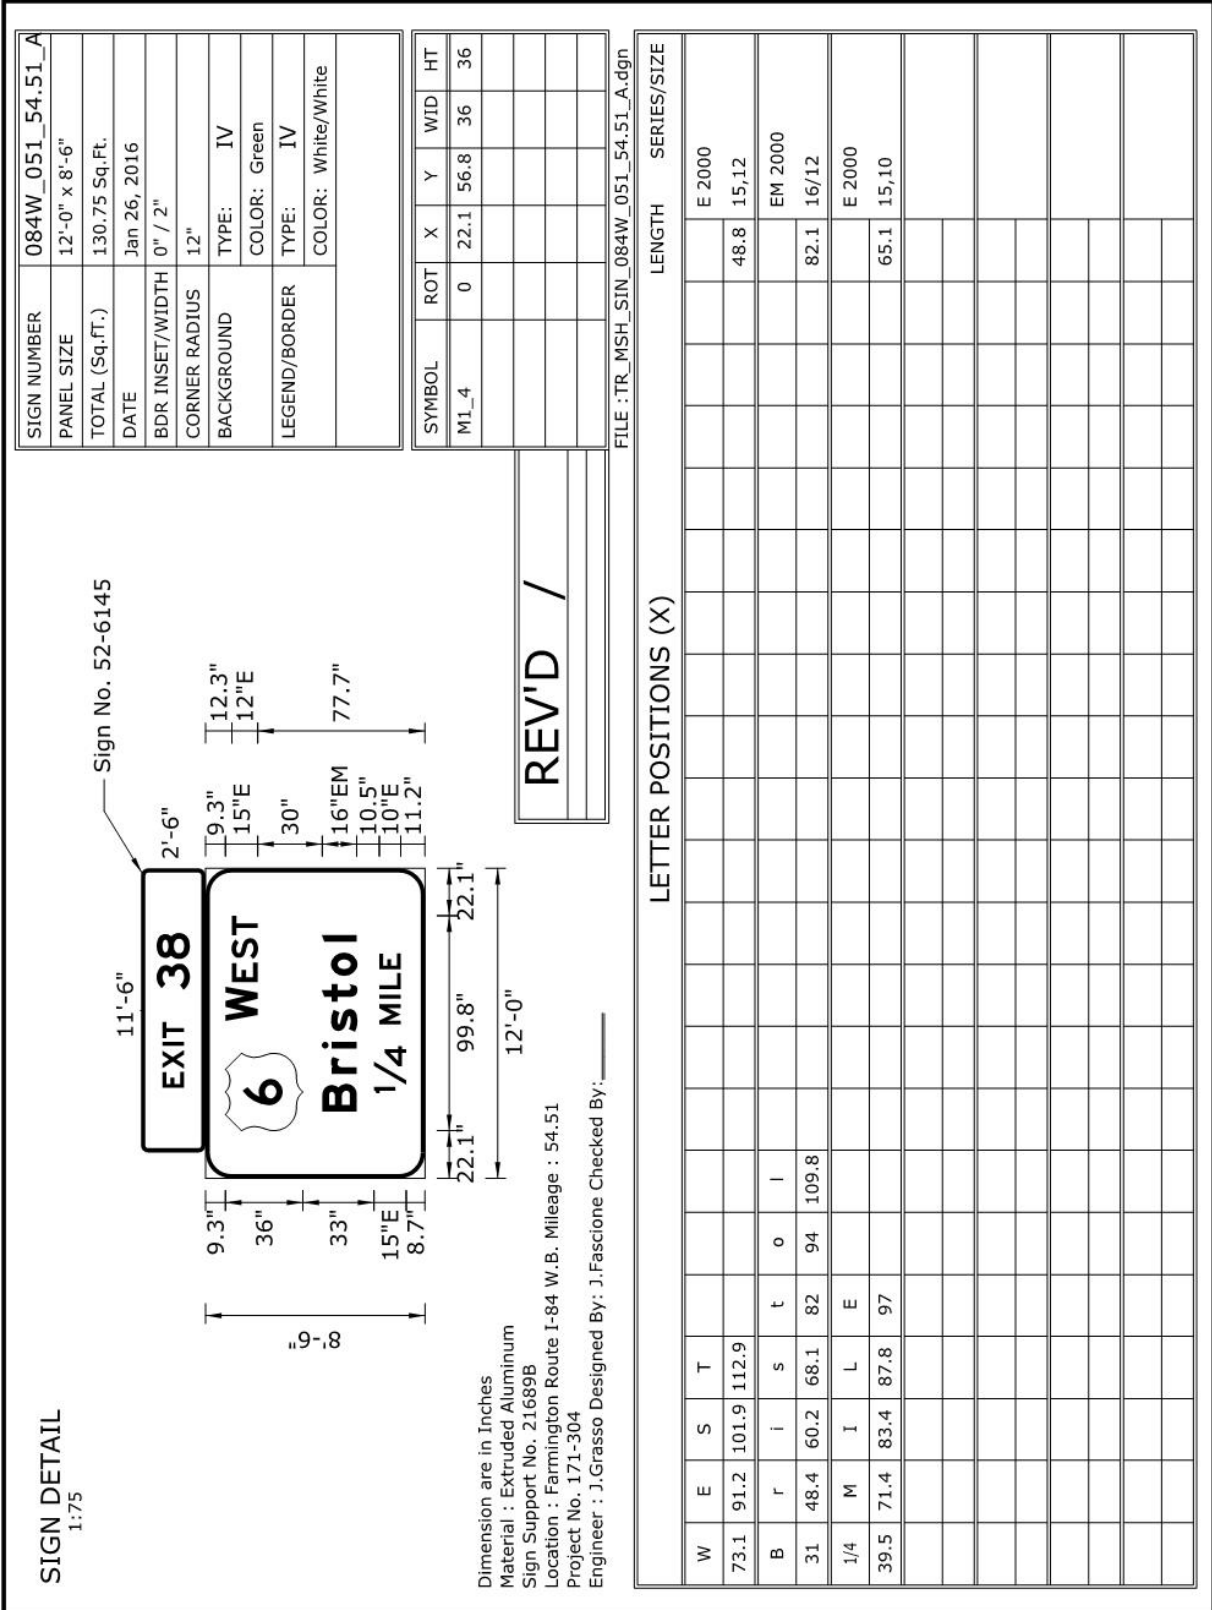 SIGN DETAIL
1:75
11'-6"
Sign No. 52-6145
2'-6"
EXIT 38
6 WEST
Bristol
1/4 MILE
8'-6"
9.3"
36"
33"
15"E
8.7"
9.3"
15"E
30"
16"EM
10.5"
10"E
11.2"
12.3"
12"E
77.7"
22.1" 99.8" 22.1"
12'-0"
Dimension are in Inches
Material : Extruded Aluminum
Sign Support No. 21689B
Location : Farmington Route I-84 W.B. Mileage : 54.51
Project No. 171-304
Engineer : J.Grasso Designed By: J.Fascione Checked By:______
REV'D /
SIGN NUMBER 084W_051_54.51_A
PANEL SIZE 12'-0" x 8'-6"
TOTAL (Sq.fT.) 130.75 Sq.Ft.
DATE Jan 26, 2016
BDR INSET/WIDTH 0" / 2"
CORNER RADIUS 12"
BACKGROUND TYPE: IV
COLOR: Green
LEGEND/BORDER TYPE: IV
COLOR: White/White
SYMBOL ROT X Y WID HT
M1_4 0 22.1 56.8 36 36
FILE :TR_MSH_SIN_084W_051_54.51_A.dgn
LETTER POSITIONS (X) LENGTH SERIES/SIZE
W E S T E 2000
73.1 91.2 101.9 112.9 48.8 15,12
B r i s t o l EM 2000
31 48.4 60.2 68.1 82 94 109.8 82.1 16/12
1/4 M I L E E 2000
39.5 71.4 83.4 87.8 97 65.1 15,10